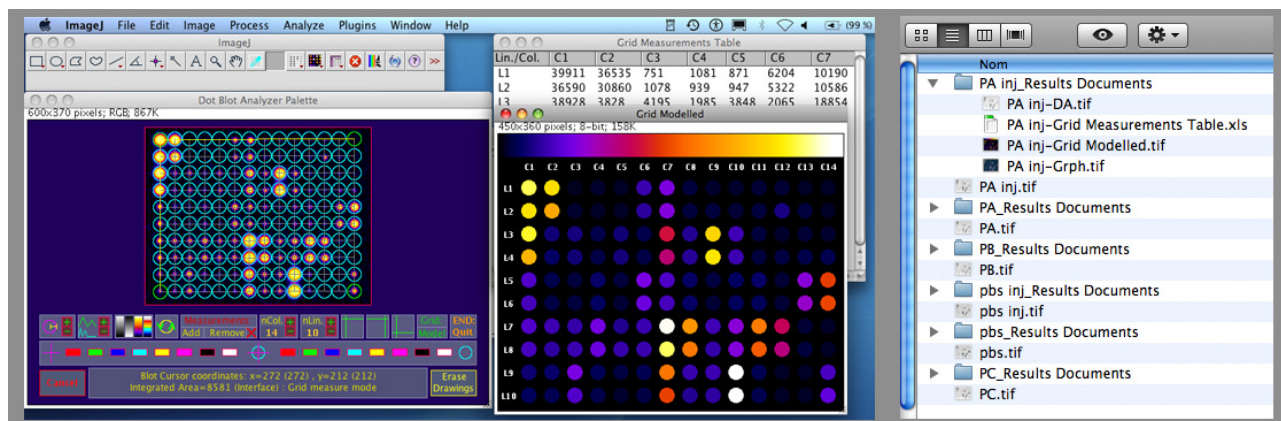 ImageJ File Edit Image Process Analyze Plugins Window Help (99 %)
ImageJ
Dot Blot Analyzer Palette
600x370 pixels; RGB; 867K
Measurements nCol. nLin. Grid: END:
Add Remove 14 10 Model Quit
Cancel
Blot Cursor coordinates: x=272 (272) , y=212 (212)
Integrated Area=8581 (Interface) : Grid measure mode
Erase
Drawings
Grid Measurements Table
Lin./Col. C1 C2 C3 C4 C5 C6 C7
L1 39911 36535 751 1081 871 6204 10190
L2 36590 30860 1078 939 947 5322 10586
L3 38928 3828 4195 1985 3848 2065 18854
Grid Modelled
450x360 pixels; 8-bit; 158K
C1 C2 C3 C4 C5 C6 C7 C8 C9 C10 C11 C12 C13 C14
L1
L2
L3
L4
L5
L6
L7
L8
L9
L10
Nom
PA inj_Results Documents
PA inj-DA.tif
PA inj-Grid Measurements Table.xls
PA inj-Grid Modelled.tif
PA inj-Grph.tif
PA inj.tif
PA_Results Documents
PA.tif
PB_Results Documents
PB.tif
pbs inj_Results Documents
pbs inj.tif
pbs_Results Documents
pbs.tif
PC_Results Documents
PC.tif